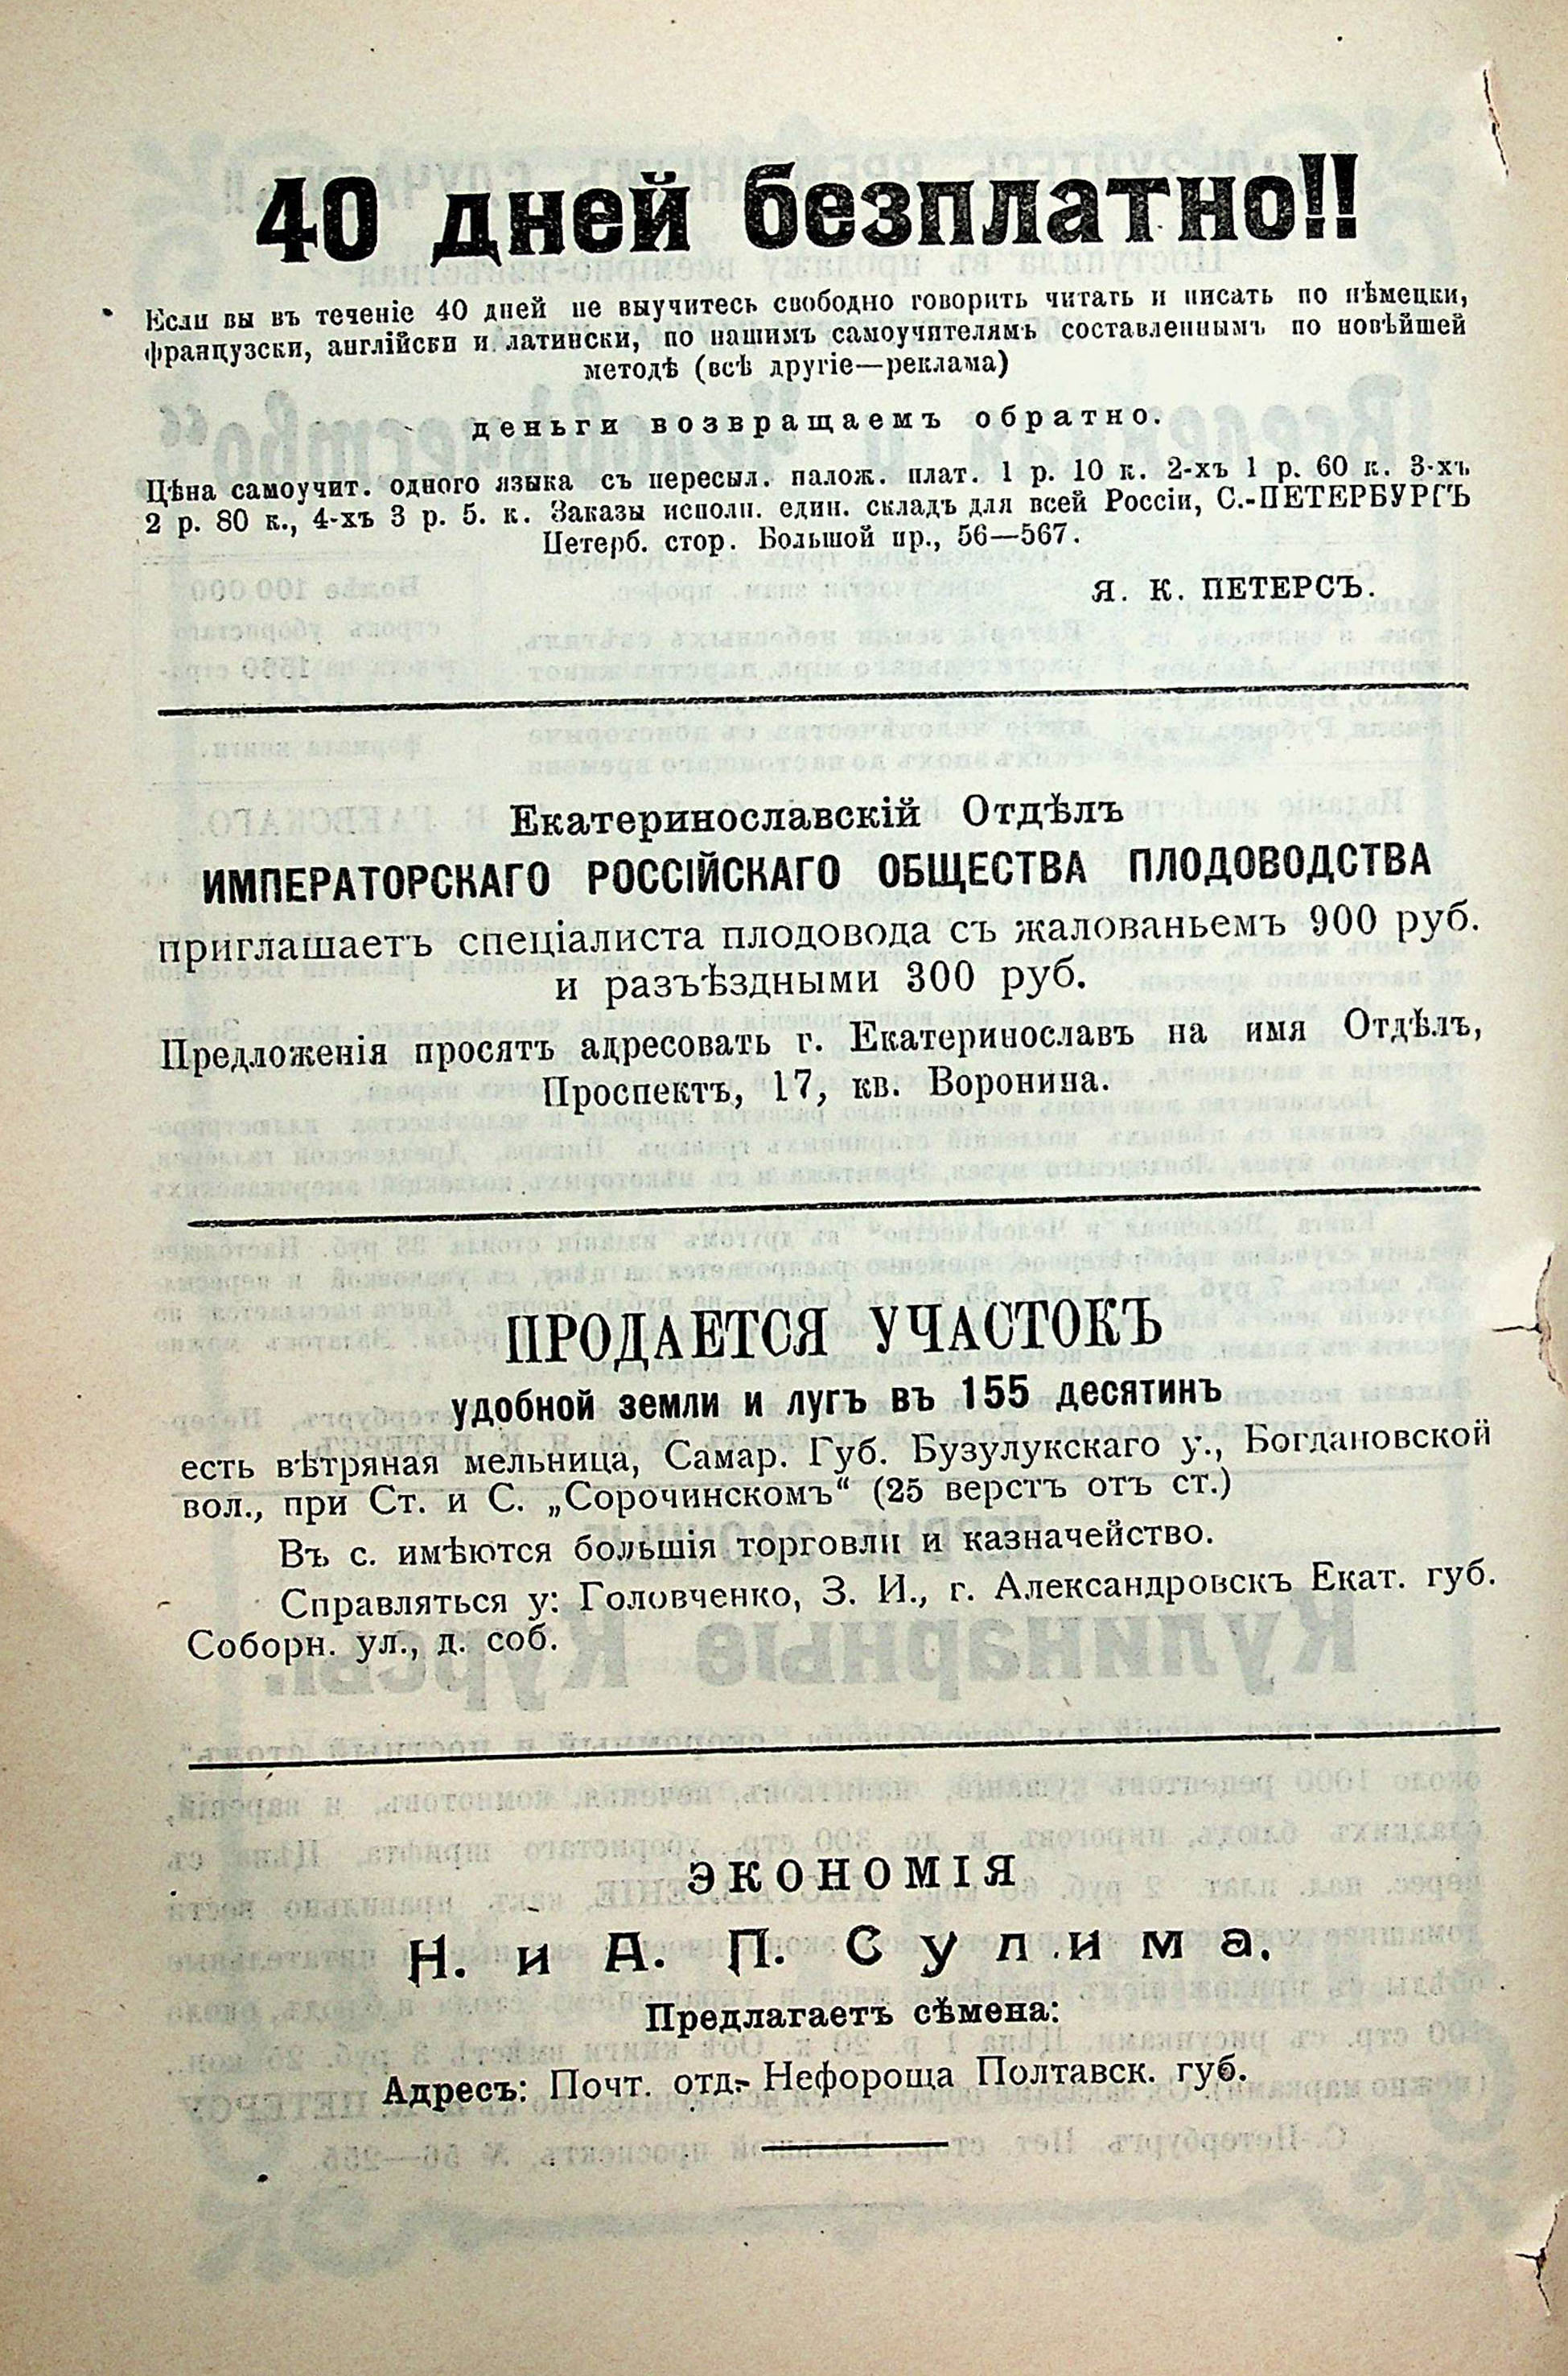 40 дней безплатно!!
Если вы въ теченіе 40 дней не выучитесь свободно говорить читать и писать по нѣмецки,
французски, англійски и латински, по нашимъ самоучителямъ составленнымъ по новѣйшей
методѣ (всѣ другіе—реклама)
деньги возвращаемъ обратно.
Цѣна самоучит. одного языка съ пересыл. налож. плат. 1 р. 10 к. 2-хъ 1 р. 60 к. 3-хъ
2 р. 80 к., 4-хъ 3 р. 5. к. Заказы исполн. един. складъ для всей Россіи, С.-ПЕТЕРБУРГЪ
Петерб. стор. Большой пр., 56—567.
Я. К. ПЕТЕРСЪ.
Екатеринославскій Отдѣлъ
ИМПЕРАТОРСКАГО РОССІЙСКАГО ОБЩЕСТВА ПЛОДОВОДСТВА
приглашаетъ спеціалиста плодовода съ жалованьемъ 900 руб.
и разъѣздными 300 руб.
Предложенія просятъ адресовать г. Екатеринославъ на имя Отдѣлъ,
Проспектъ, 17, кв. Воронина.
ПРОДАЕТСЯ УЧАСТОКЪ
удобной земли и лугъ въ 155 десятинъ
есть вѣтряная мельница, Самар. Губ. Бузулукскаго у., Богдановской
вол., при Ст. и С. „Сорочинскомъ“ (25 верстъ отъ ст.)
Въ с. имѣются большія торговли и казначейство.
Справляться у: Головченко, З. И., г. Александровскъ Екат. губ.
Соборн. ул., д. соб.
ЭКОНОМІЯ
Н. и А. П. Сулима.
Предлагаетъ сѣмена:
Адресъ: Почт. отд. Нефороща Полтавск. губ.